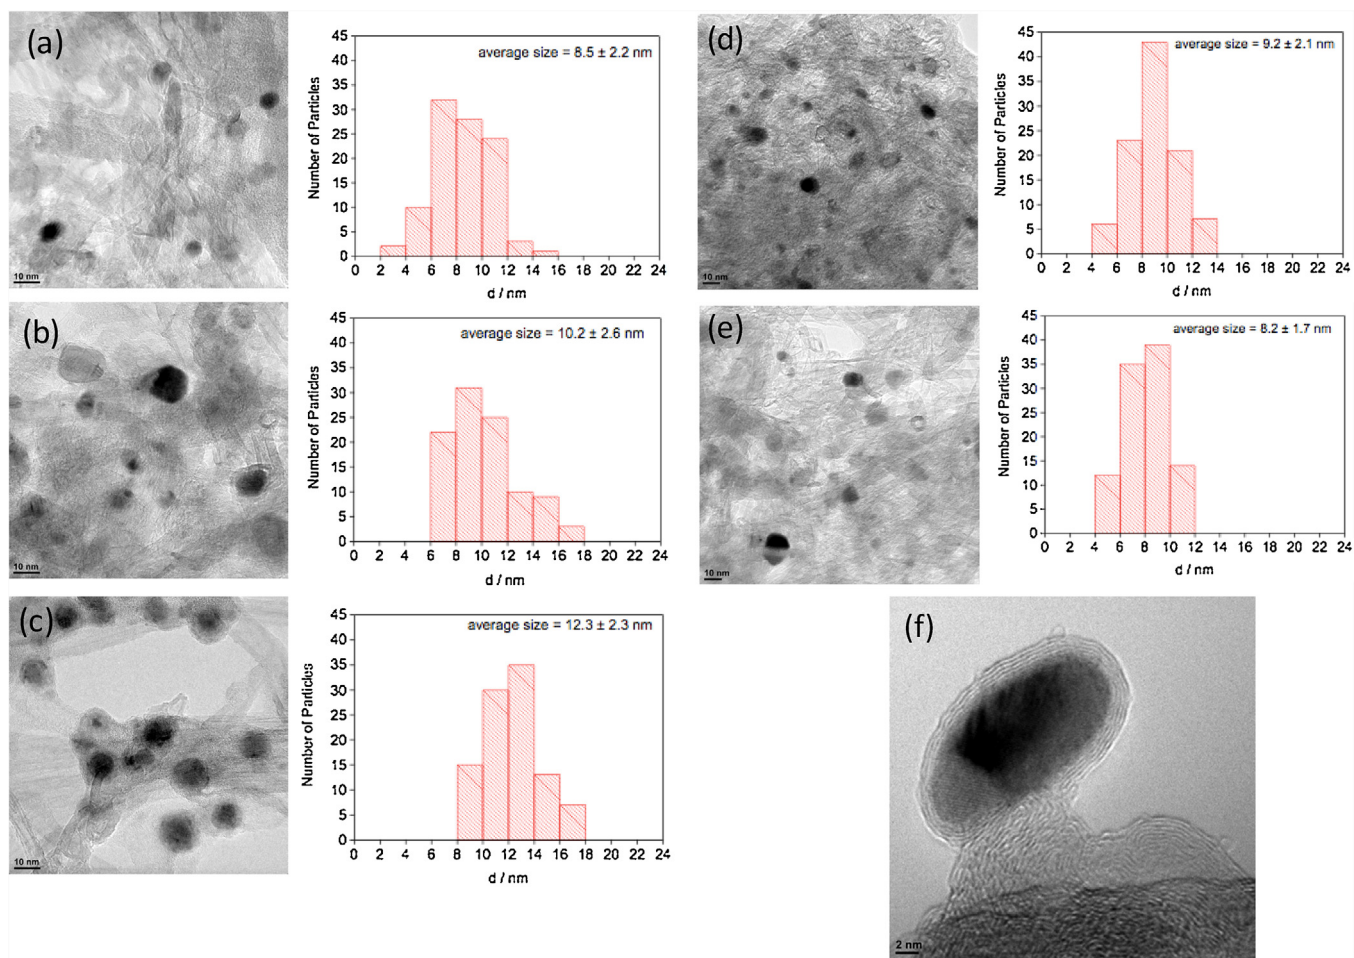 (a)
10 nm
average size = 8.5 ± 2.2 nm
Number of Particles
45
40
35
30
25
20
15
10
5
0
0 2 4 6 8 10 12 14 16 18 20 22 24
d / nm
(b)
10 nm
average size = 10.2 ± 2.6 nm
Number of Particles
45
40
35
30
25
20
15
10
5
0
0 2 4 6 8 10 12 14 16 18 20 22 24
d / nm
(c)
10 nm
average size = 12.3 ± 2.3 nm
Number of Particles
45
40
35
30
25
20
15
10
5
0
0 2 4 6 8 10 12 14 16 18 20 22 24
d / nm
(d)
10 nm
average size = 9.2 ± 2.1 nm
Number of Particles
45
40
35
30
25
20
15
10
5
0
0 2 4 6 8 10 12 14 16 18 20 22 24
d / nm
(e)
10 nm
average size = 8.2 ± 1.7 nm
Number of Particles
45
40
35
30
25
20
15
10
5
0
0 2 4 6 8 10 12 14 16 18 20 22 24
d / nm
(f)
2 nm